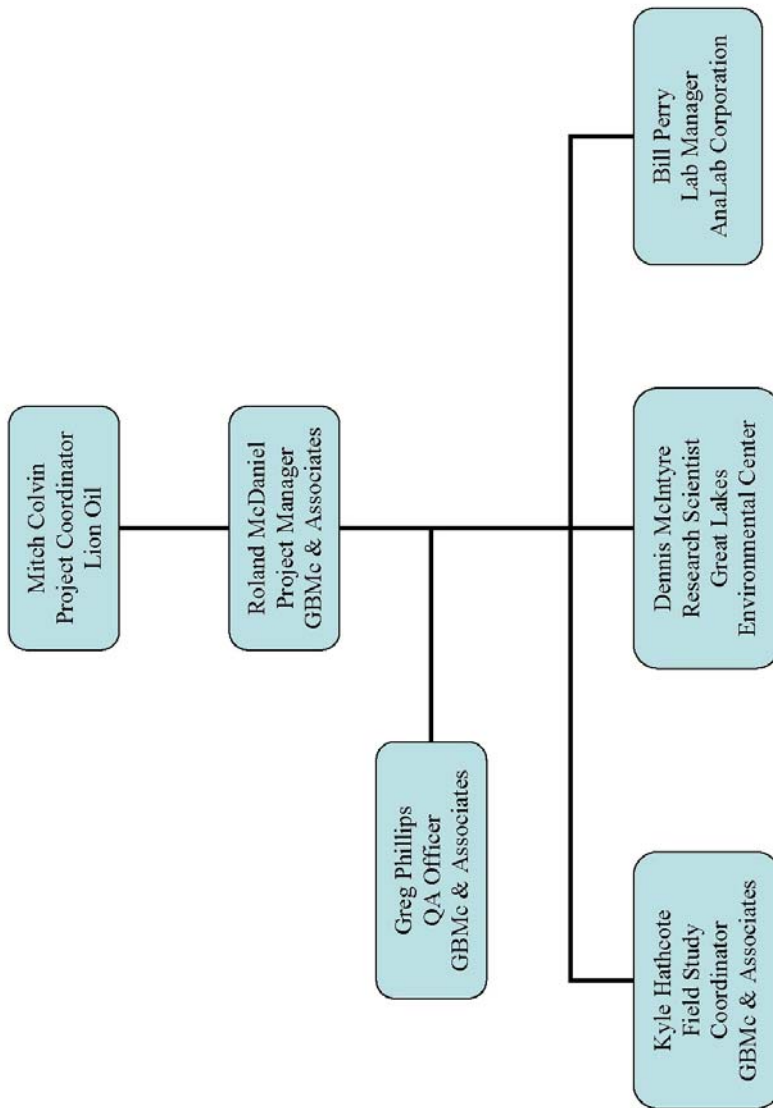 Mitch Colvin
Project Coordinator
Lion Oil
Roland McDaniel
Project Manager
GBMc & Associates
Greg Phillips
QA Officer
GBMc & Associates
Kyle Hathcote
Field Study
Coordinator
GBMc & Associates
Dennis McIntyre
Research Scientist
Great Lakes
Environmental Center
Bill Perry
Lab Manager
AnaLab Corporation